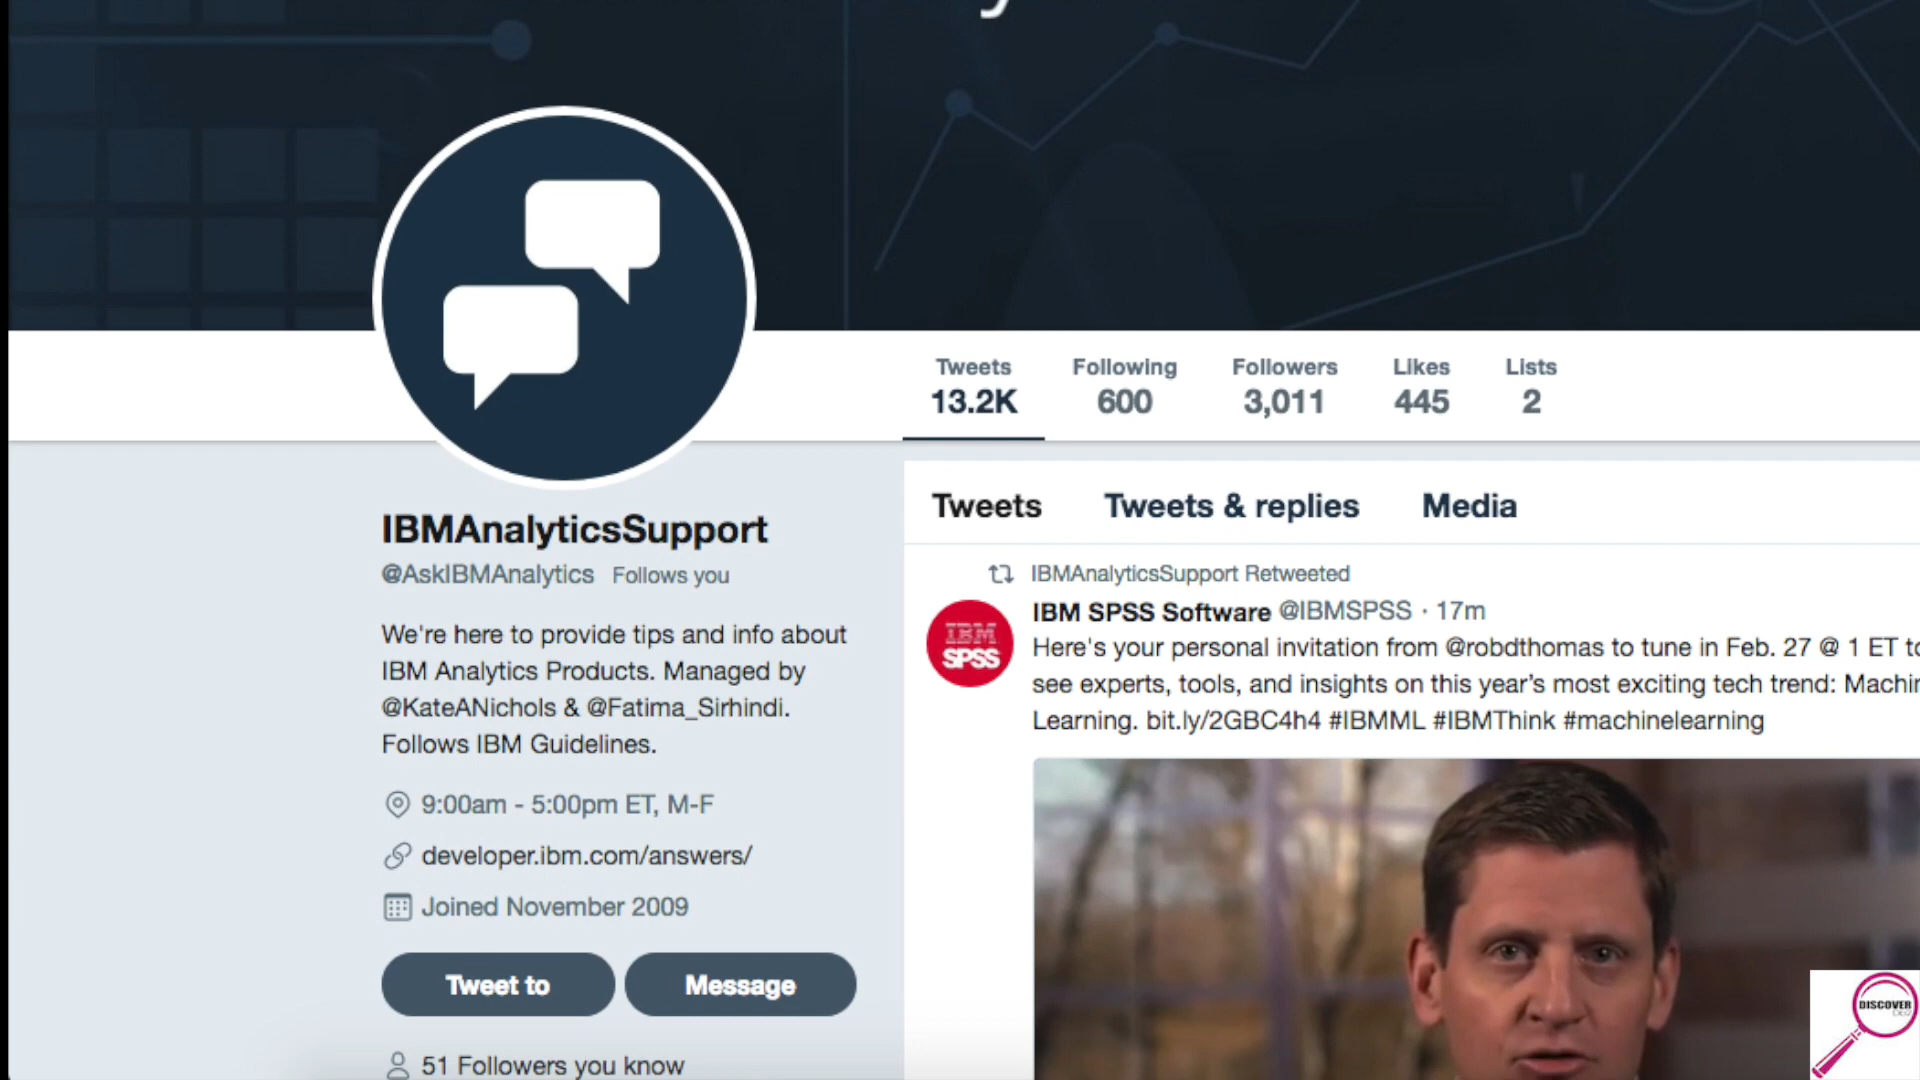 Tweets Following Followers Likes Lists
13.2K 600 3,011 445 2
Tweets Tweets & replies Media
IBMAnalyticsSupport
@AskIBMAnalytics Follows you
We're here to provide tips and info about
IBM Analytics Products. Managed by
@KateANichols & @Fatima_Sirhindi.
Follows IBM Guidelines.
9:00am - 5:00pm ET, M-F
developer.ibm.com/answers/
Joined November 2009
Tweet to Message
51 Followers you know
IBMAnalyticsSupport Retweeted
IBM SPSS Software @IBMSPSS · 17m
Here's your personal invitation from @robdthomas to tune in Feb. 27 @ 1 ET
see experts, tools, and insights on this year’s most exciting tech trend:
Learning. bit.ly/2GBC4h4 #IBMML #IBMThink #machinelearning
IBM
SPSS
DISCOVER